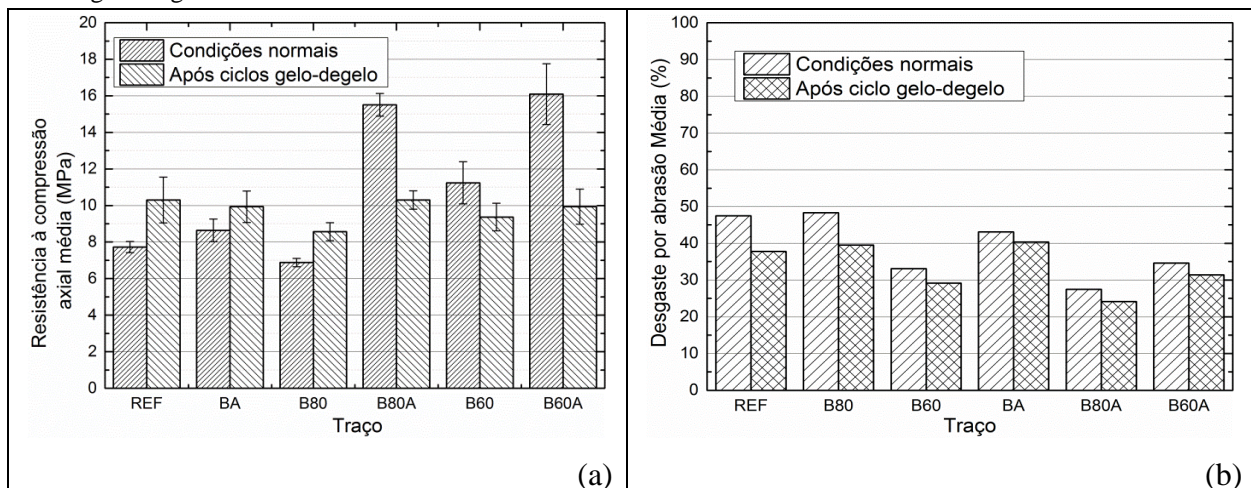 20
18
16
14
12
10
8
6
4
2
0
Resistência à compressão
axial média (MPa)
Condições normais
Após ciclos gelo-degelo
REF BA B80 B80A B60 B60A
Traço
(a)
100
90
80
70
60
50
40
30
20
10
0
Desgaste por abrasão Média (%)
Condições normais
Após ciclo gelo-degelo
REF B80 B60 BA B80A B60A
Traço
(b)